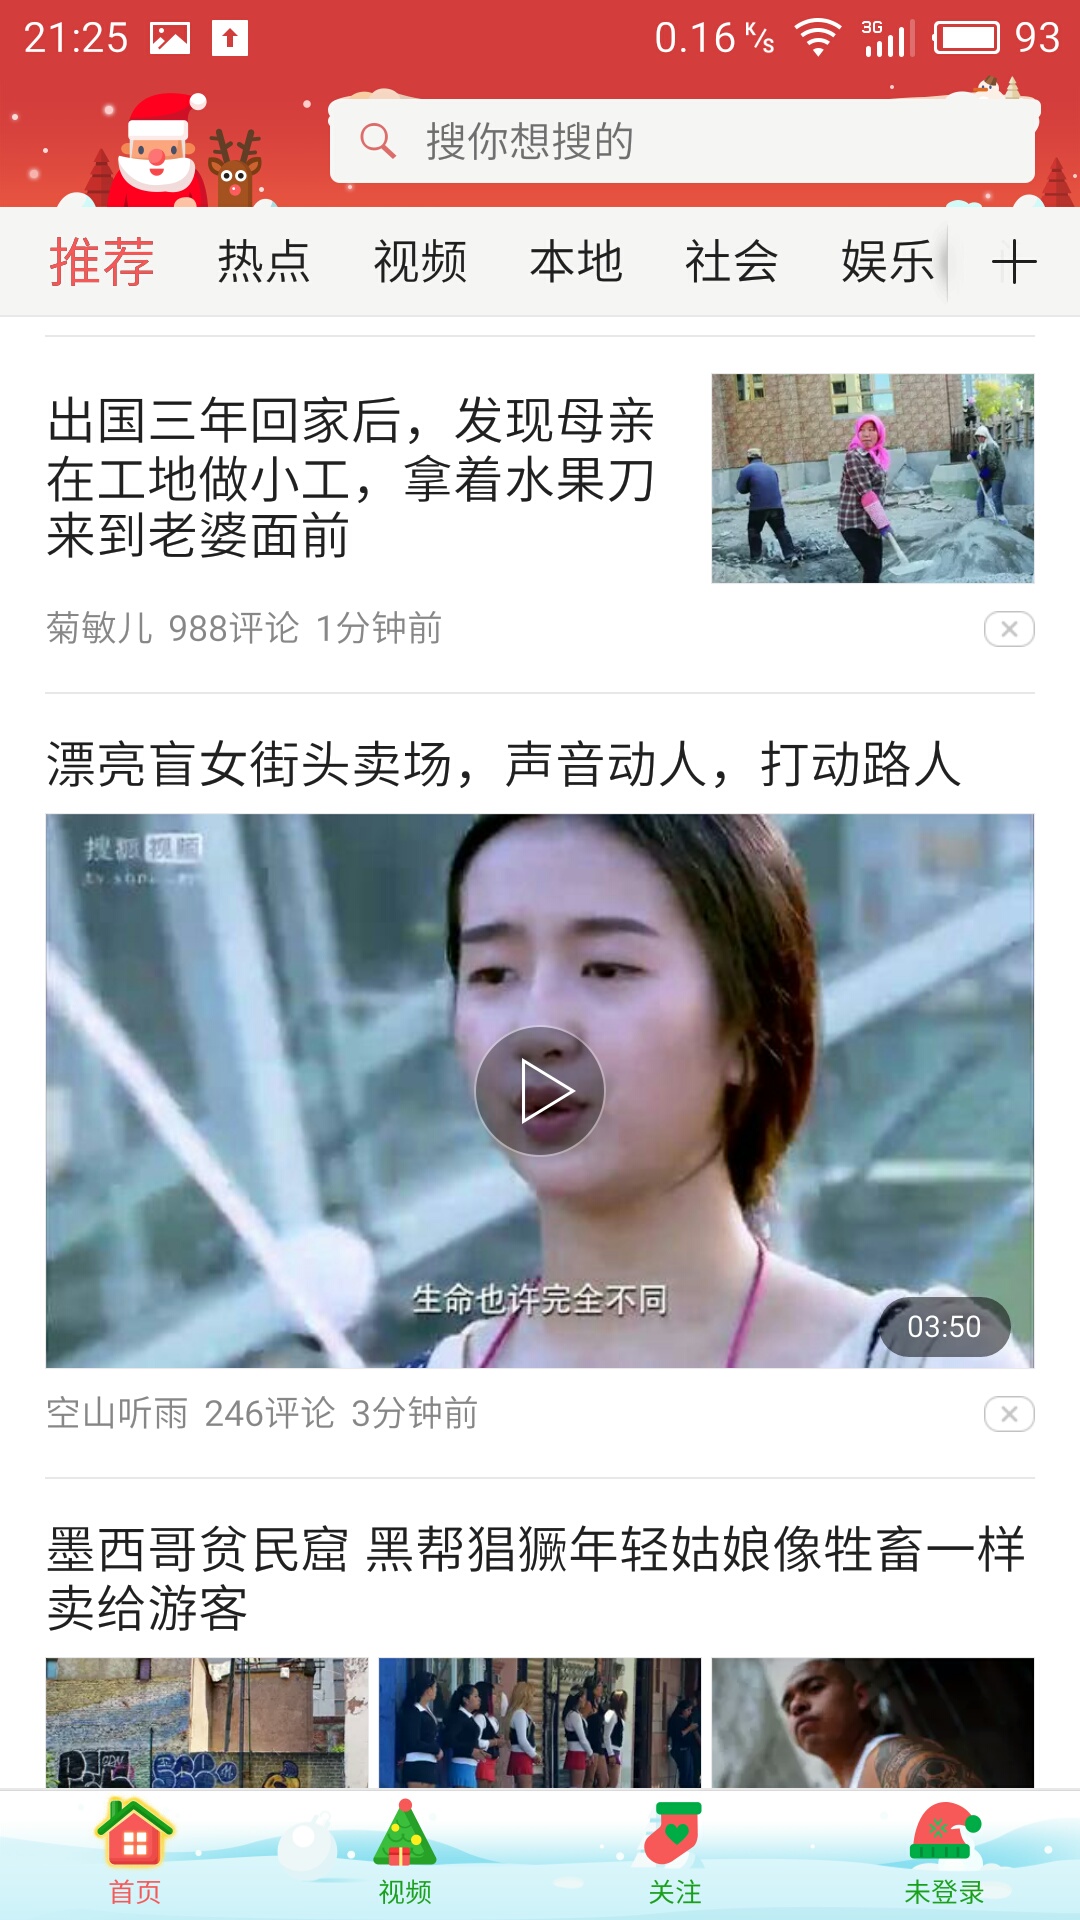 21:25 0.16 K/s 3G 93
搜你想搜的
推荐 热点 视频 本地 社会 娱乐
出国三年回家后，发现母亲
在工地做小工，拿着水果刀
来到老婆面前
菊敏儿 988评论 1分钟前
漂亮盲女街头卖场，声音动人，打动路人
搜狐视频
生命也许完全不同
03:50
空山听雨 246评论 3分钟前
墨西哥贫民窟 黑帮猖獗年轻姑娘像牲畜一样
卖给游客
首页 视频 关注 未登录